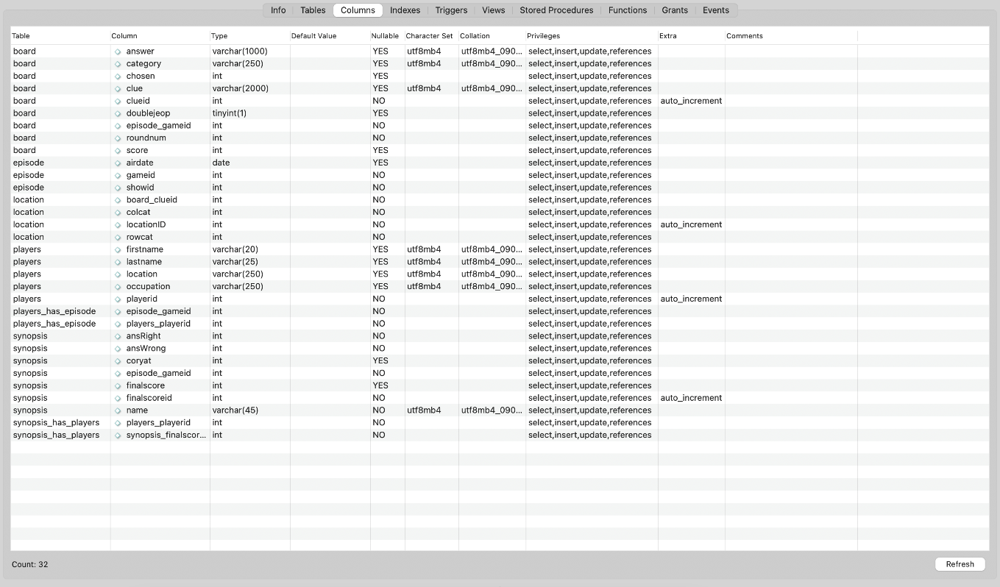 Info Tables Columns Indexes Triggers Views Stored Procedures Functions Grants Events
Table Column Type Default Value Nullable Character Set Collation Privileges Extra Comments
board answer varchar(1000) YES utf8mb4 utf8mb4_090... select,insert,update,references
board category varchar(250) YES utf8mb4 utf8mb4_090... select,insert,update,references
board chosen int YES select,insert,update,references
board clue varchar(2000) YES utf8mb4 utf8mb4_090... select,insert,update,references
board clueid int NO select,insert,update,references auto_increment
board doublejeop tinyint(1) YES select,insert,update,references
board episode_gameid int NO select,insert,update,references
board roundnum int NO select,insert,update,references
board score int YES select,insert,update,references
episode airdate date YES select,insert,update,references
episode gameid int NO select,insert,update,references
episode showid int NO select,insert,update,references
location board_clueid int NO select,insert,update,references
location colcat int NO select,insert,update,references
location locationID int NO select,insert,update,references auto_increment
location rowcat int NO select,insert,update,references
players firstname varchar(20) YES utf8mb4 utf8mb4_090... select,insert,update,references
players lastname varchar(25) YES utf8mb4 utf8mb4_090... select,insert,update,references
players location varchar(250) YES utf8mb4 utf8mb4_090... select,insert,update,references
players occupation varchar(250) YES utf8mb4 utf8mb4_090... select,insert,update,references
players playerid int NO select,insert,update,references auto_increment
players_has_episode episode_gameid int NO select,insert,update,references
players_has_episode players_playerid int NO select,insert,update,references
synopsis ansRight int NO select,insert,update,references
synopsis ansWrong int NO select,insert,update,references
synopsis coryat int YES select,insert,update,references
synopsis episode_gameid int NO select,insert,update,references
synopsis finalscore int YES select,insert,update,references
synopsis finalscoreid int NO select,insert,update,references auto_increment
synopsis name varchar(45) NO utf8mb4 utf8mb4_090... select,insert,update,references
synopsis_has_players players_playerid int NO select,insert,update,references
synopsis_has_players synopsis_finalscor... int NO select,insert,update,references
Count: 32 Refresh